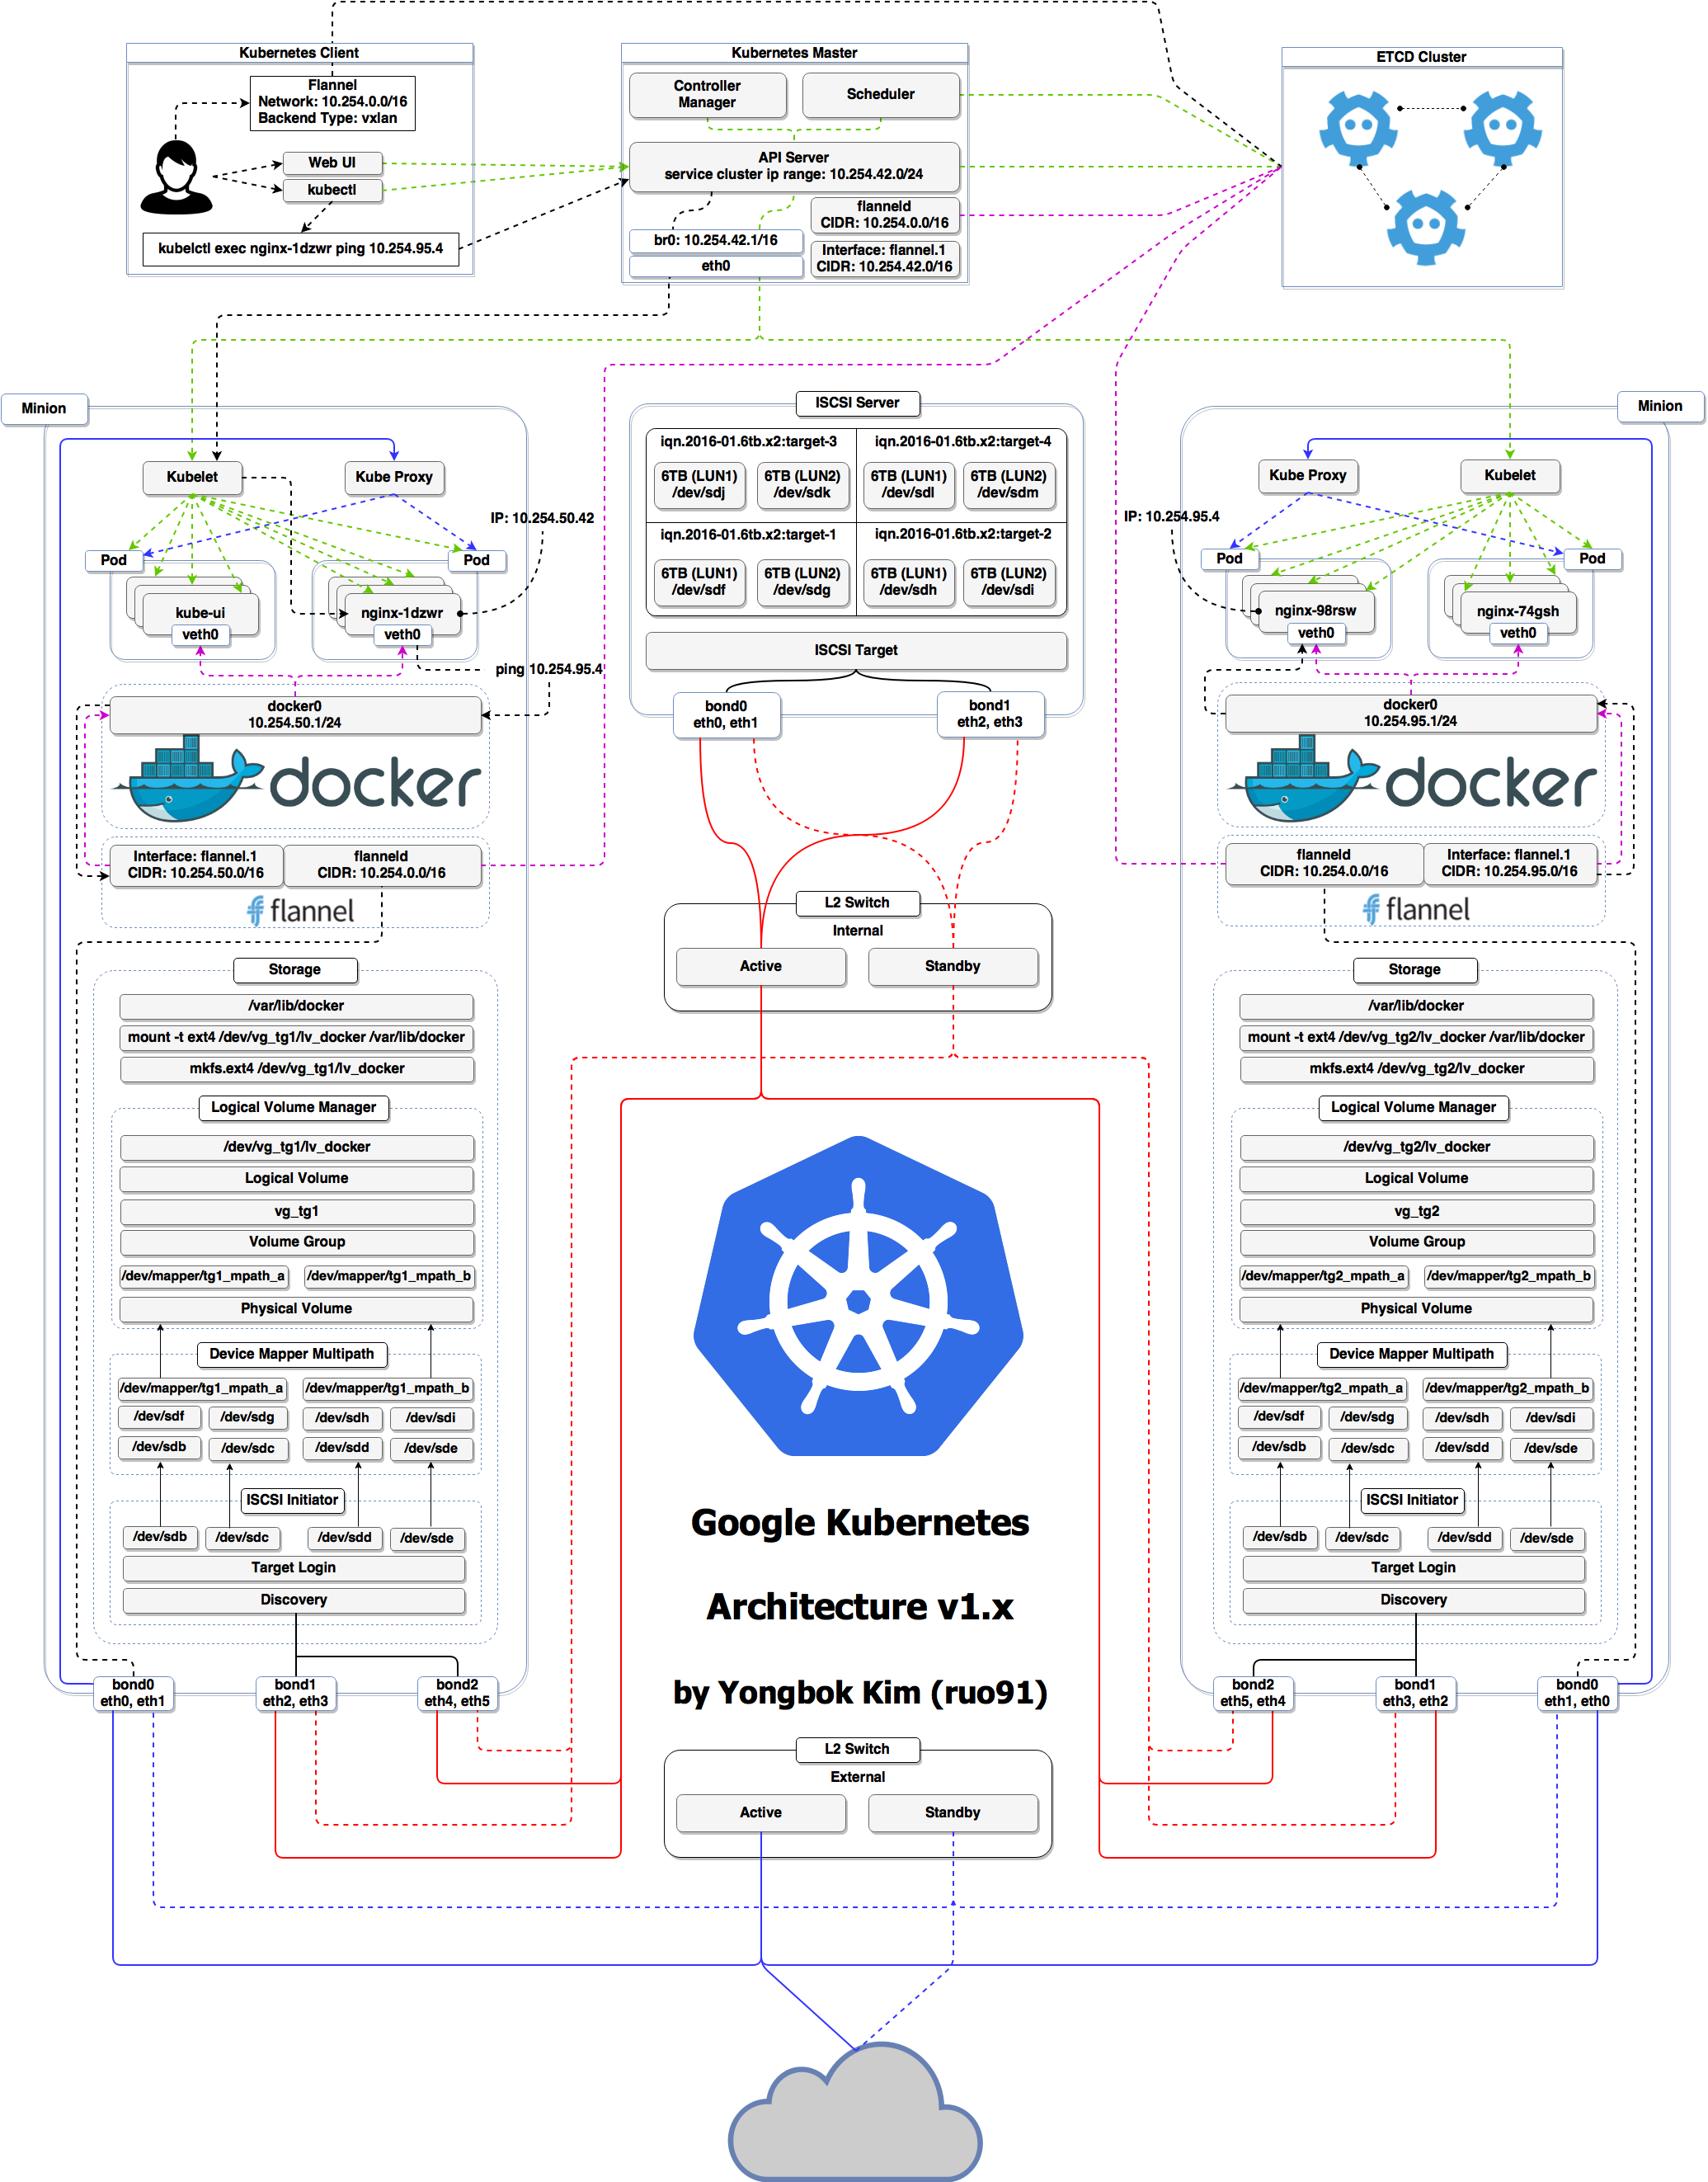 Kubernetes Client
Flannel
Network: 10.254.0.0/16
Backend Type: vxlan
Web UI
kubectl
kubelctl exec nginx-1dzwr ping 10.254.95.4
Kubernetes Master
Controller
Manager
Scheduler
API Server
service cluster ip range: 10.254.42.0/24
flanneld
CIDR: 10.254.0.0/16
br0: 10.254.42.1/16
eth0
Interface: flannel.1
CIDR: 10.254.42.0/16
ETCD Cluster
Minion
Kubelet
Kube Proxy
IP: 10.254.50.42
Pod
Pod
kube-ui
veth0
nginx-1dzwr
veth0
ping 10.254.95.4
docker0
10.254.50.1/24
docker
Interface: flannel.1
CIDR: 10.254.50.0/16
flanneld
CIDR: 10.254.0.0/16
flannel
Storage
/var/lib/docker
mount -t ext4 /dev/vg_tg1/lv_docker /var/lib/docker
mkfs.ext4 /dev/vg_tg1/lv_docker
Logical Volume Manager
/dev/vg_tg1/lv_docker
Logical Volume
vg_tg1
Volume Group
/dev/mapper/tg1_mpath_a
/dev/mapper/tg1_mpath_b
Physical Volume
Device Mapper Multipath
/dev/mapper/tg1_mpath_a
/dev/mapper/tg1_mpath_b
/dev/sdf
/dev/sdg
/dev/sdh
/dev/sdi
/dev/sdb
/dev/sdc
/dev/sdd
/dev/sde
ISCSI Initiator
/dev/sdb
/dev/sdc
/dev/sdd
/dev/sde
Target Login
Discovery
bond0
eth0, eth1
bond1
eth2, eth3
bond2
eth4, eth5
ISCSI Server
iqn.2016-01.6tb.x2:target-3
6TB (LUN1)
/dev/sdj
6TB (LUN2)
/dev/sdk
iqn.2016-01.6tb.x2:target-4
6TB (LUN1)
/dev/sdl
6TB (LUN2)
/dev/sdm
iqn.2016-01.6tb.x2:target-1
6TB (LUN1)
/dev/sdf
6TB (LUN2)
/dev/sdg
iqn.2016-01.6tb.x2:target-2
6TB (LUN1)
/dev/sdh
6TB (LUN2)
/dev/sdi
ISCSI Target
bond0
eth0, eth1
bond1
eth2, eth3
L2 Switch
Internal
Active
Standby
Google Kubernetes
Architecture v1.x
by Yongbok Kim (ruo91)
L2 Switch
External
Active
Standby
Minion
Kube Proxy
Kubelet
IP: 10.254.95.4
Pod
Pod
nginx-98rsw
veth0
nginx-74gsh
veth0
docker0
10.254.95.1/24
docker
flanneld
CIDR: 10.254.0.0/16
Interface: flannel.1
CIDR: 10.254.95.0/16
flannel
Storage
/var/lib/docker
mount -t ext4 /dev/vg_tg2/lv_docker /var/lib/docker
mkfs.ext4 /dev/vg_tg2/lv_docker
Logical Volume Manager
/dev/vg_tg2/lv_docker
Logical Volume
vg_tg2
Volume Group
/dev/mapper/tg2_mpath_a
/dev/mapper/tg2_mpath_b
Physical Volume
Device Mapper Multipath
/dev/mapper/tg2_mpath_a
/dev/mapper/tg2_mpath_b
/dev/sdf
/dev/sdg
/dev/sdh
/dev/sdi
/dev/sdb
/dev/sdc
/dev/sdd
/dev/sde
ISCSI Initiator
/dev/sdb
/dev/sdc
/dev/sdd
/dev/sde
Target Login
Discovery
bond2
eth5, eth4
bond1
eth3, eth2
bond0
eth1, eth0